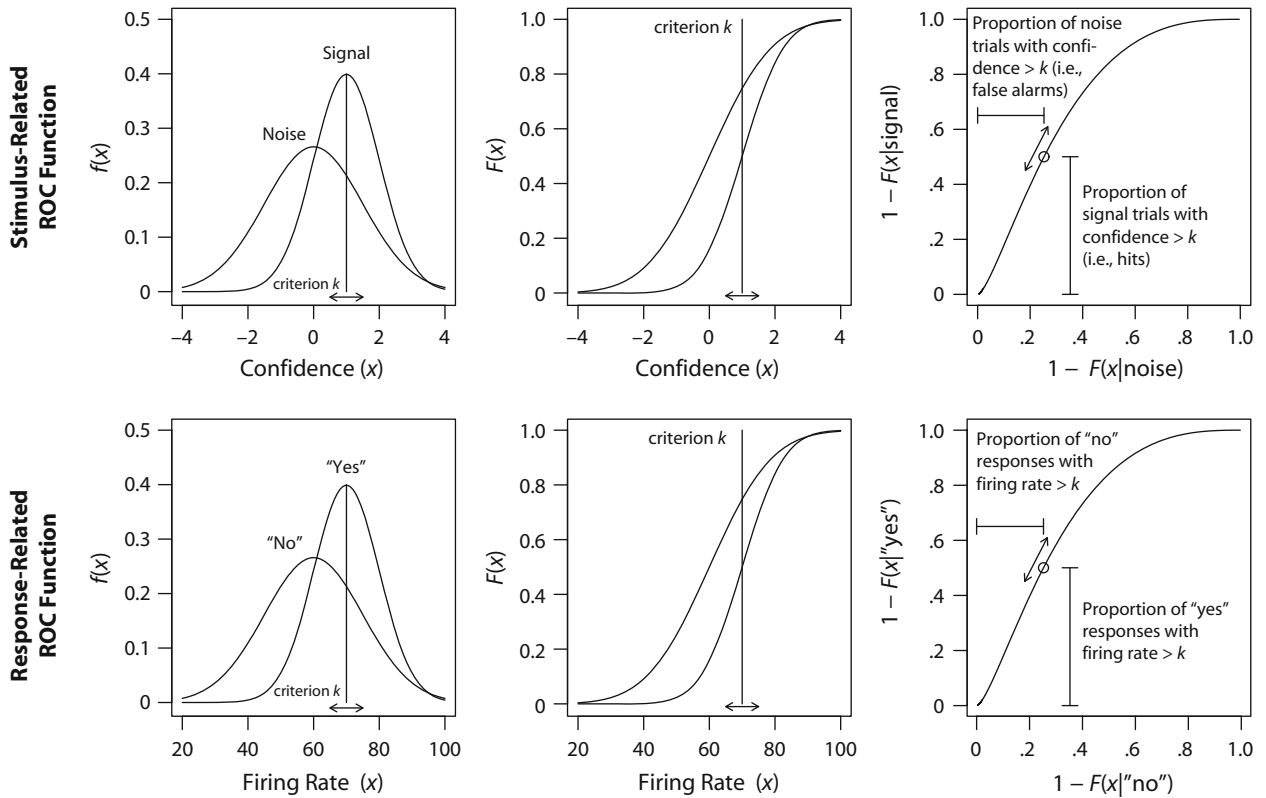 Stimulus-Related
ROC Function
0.5
0.4
0.3
0.2
0.1
0
f(x)
Signal
Noise
criterion k
−4
−2
0
2
4
Confidence (x)
1.0
0.8
0.6
0.4
0.2
0
F(x)
criterion k
−4
−2
0
2
4
Confidence (x)
1.0
.8
.6
.4
.2
0
1 − F(x|signal)
Proportion of noise
trials with confi-
dence > k (i.e.,
false alarms)
Proportion of
signal trials with
confidence > k
(i.e., hits)
0
.2
.4
.6
.8
1.0
1 − F(x|noise)
Response-Related
ROC Function
0.5
0.4
0.3
0.2
0.1
0
f(x)
“Yes”
“No”
criterion k
20
40
60
80
100
Firing Rate (x)
1.0
0.8
0.6
0.4
0.2
0
F(x)
criterion k
20
40
60
80
100
Firing Rate (x)
1.0
.8
.6
.4
.2
0
1 − F(x|”yes”)
Proportion of “no”
responses with
firing rate > k
Proportion of “yes”
responses with
firing rate > k
0
.2
.4
.6
.8
1.0
1 − F(x|”no”)